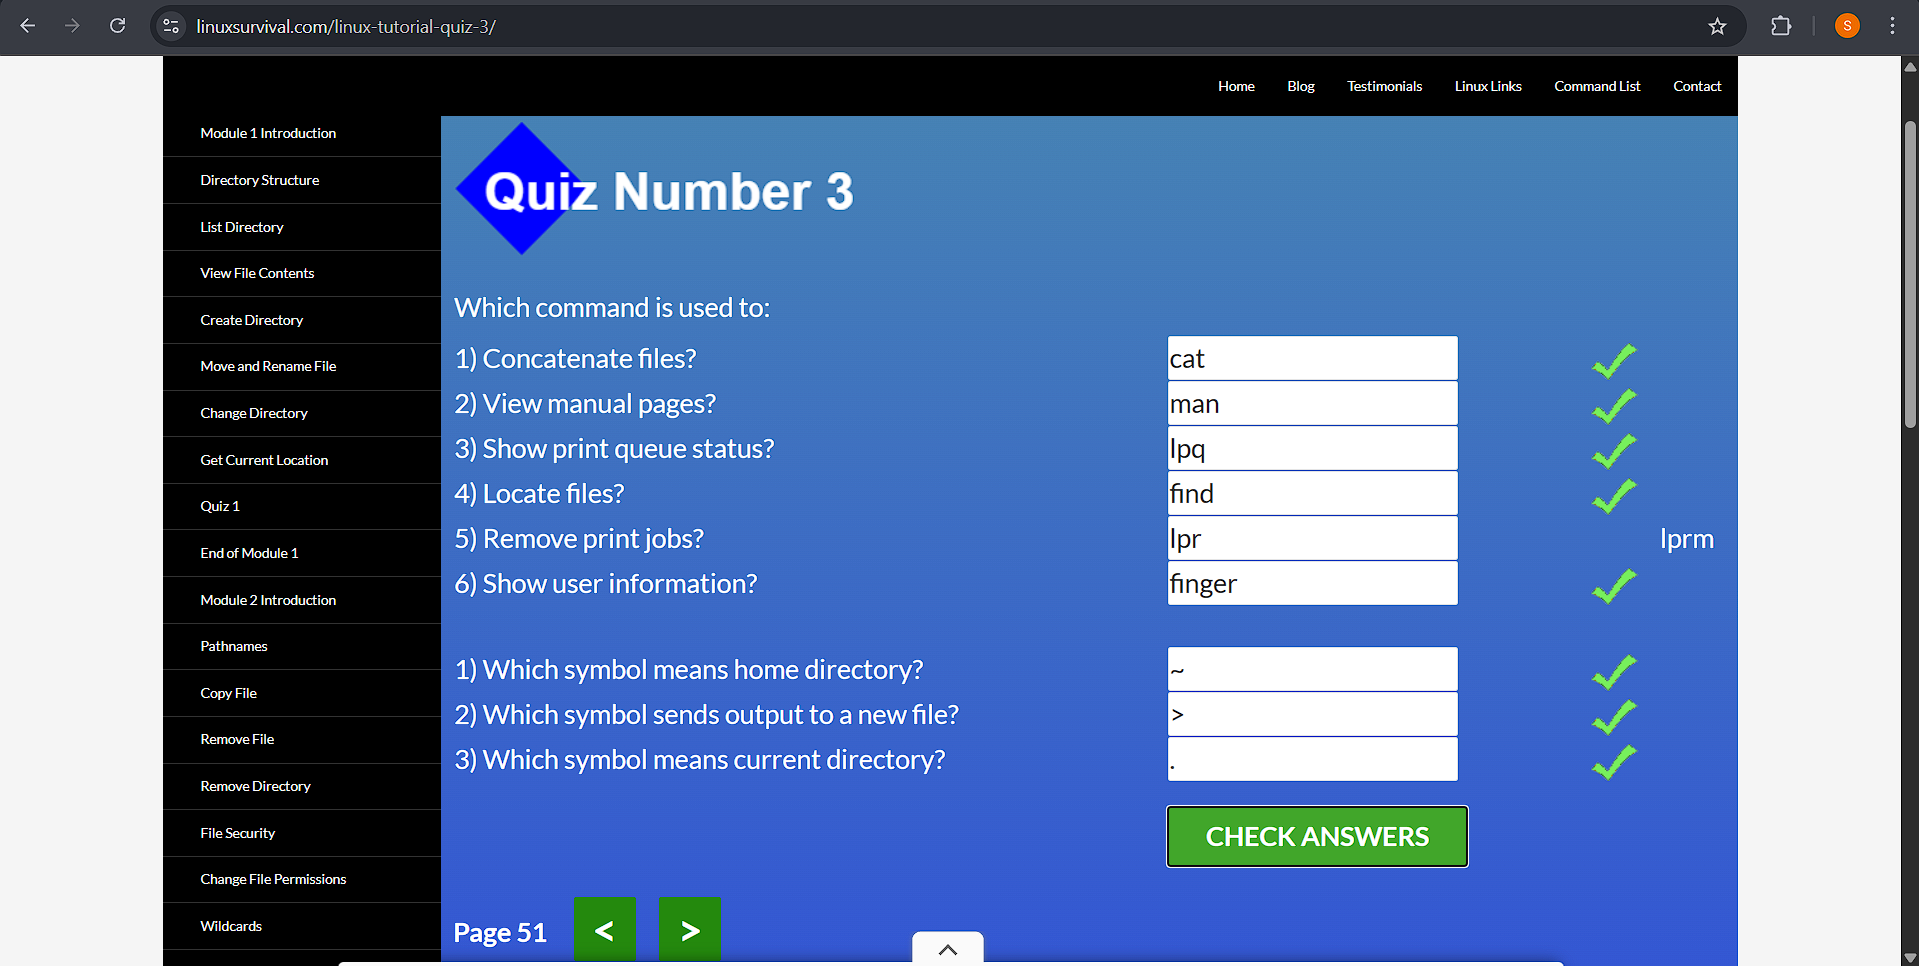 linuxsurvival.com/linux-tutorial-quiz-3/
S
Home Blog Testimonials Linux Links Command List Contact
Module 1 Introduction
Directory Structure
List Directory
View File Contents
Create Directory
Move and Rename File
Change Directory
Get Current Location
Quiz 1
End of Module 1
Module 2 Introduction
Pathnames
Copy File
Remove File
Remove Directory
File Security
Change File Permissions
Wildcards
Quiz Number 3
Which command is used to:
1) Concatenate files? cat
2) View manual pages? man
3) Show print queue status? lpq
4) Locate files? find
5) Remove print jobs? lpr lprm
6) Show user information? finger
1) Which symbol means home directory? ~
2) Which symbol sends output to a new file? >
3) Which symbol means current directory? .
CHECK ANSWERS
Page 51 < >